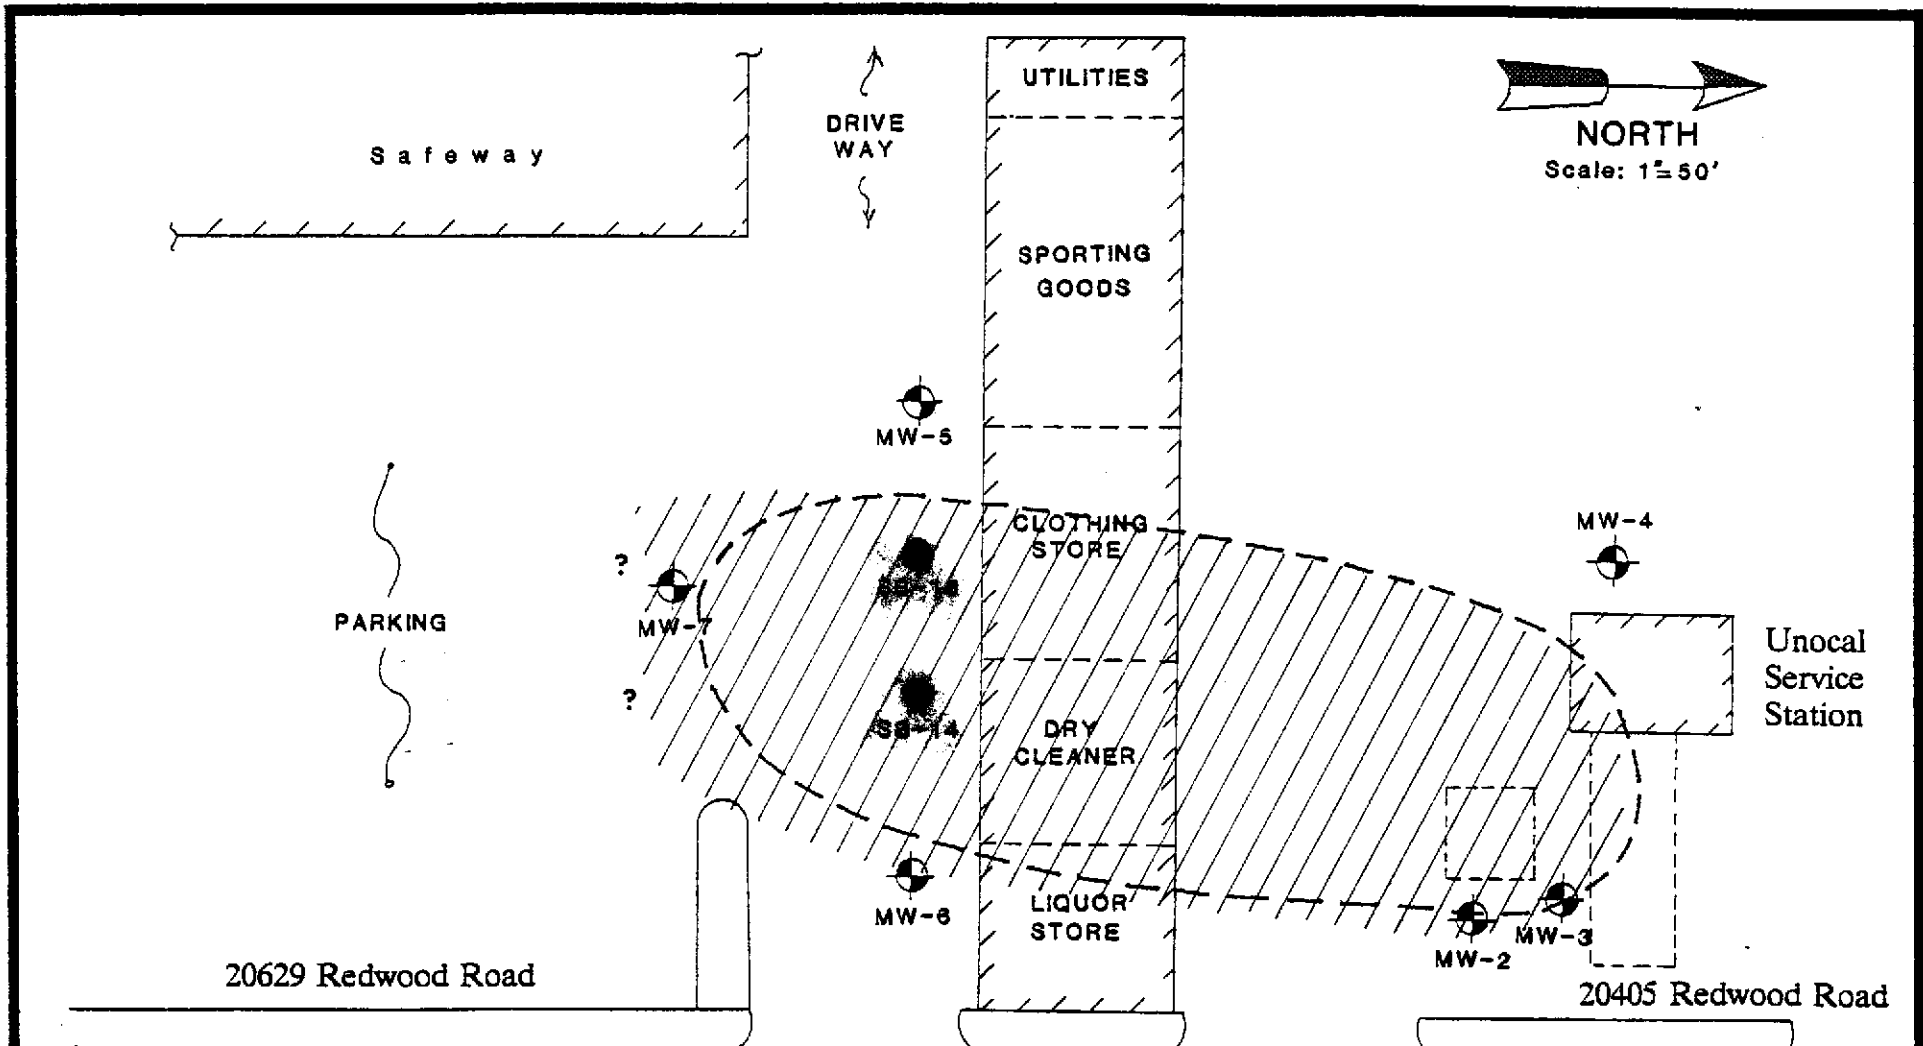 UTILITIES
DRIVE
WAY
Safeway
NORTH
Scale: 1"=50'
SPORTING
GOODS
MW-5
CLOTHING
STORE
MW-4
?
MW-7
PARKING
?
SB-14
DRY
CLEANER
Unocal
Service
Station
MW-6
LIQUOR
STORE
MW-2
MW-3
20629 Redwood Road
20405 Redwood Road